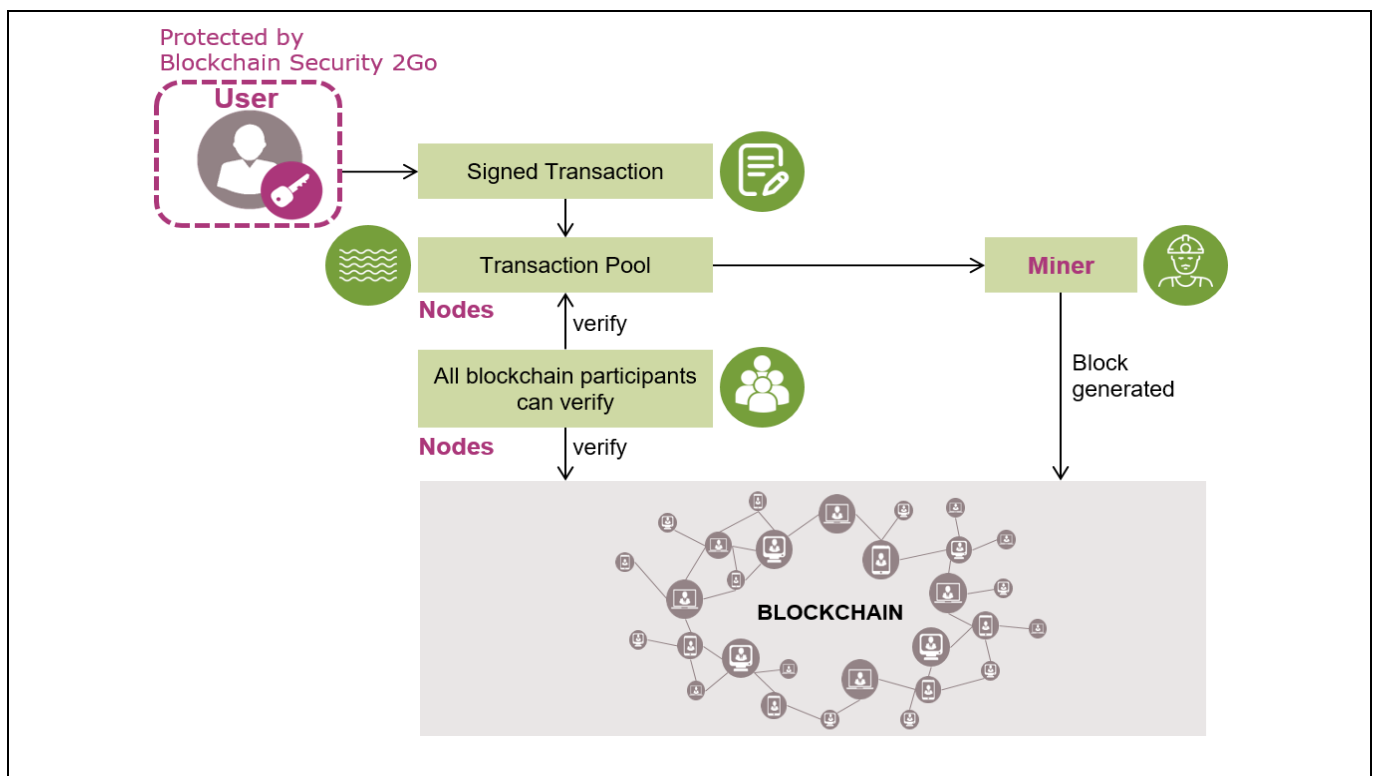 Protected by
Blockchain Security 2Go
User
Signed Transaction
Transaction Pool
Miner
Nodes
verify
All blockchain participants
can verify
Block
generated
Nodes
verify
BLOCKCHAIN